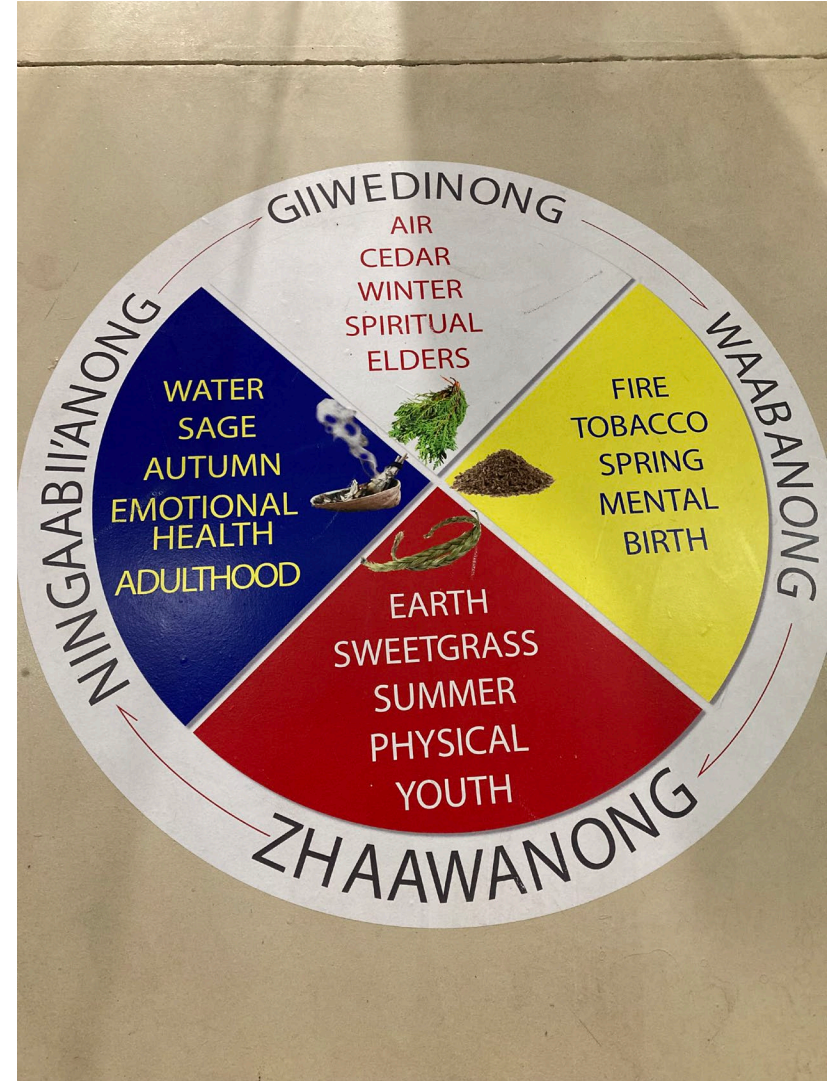 GIIWEDINONG
AIR
CEDAR
WINTER
SPIRITUAL
ELDERS
WAABANONG
FIRE
TOBACCO
SPRING
MENTAL
BIRTH
ZHAAWANONG
EARTH
SWEETGRASS
SUMMER
PHYSICAL
YOUTH
NINGAABII'ANONG
WATER
SAGE
AUTUMN
EMOTIONAL
HEALTH
ADULTHOOD